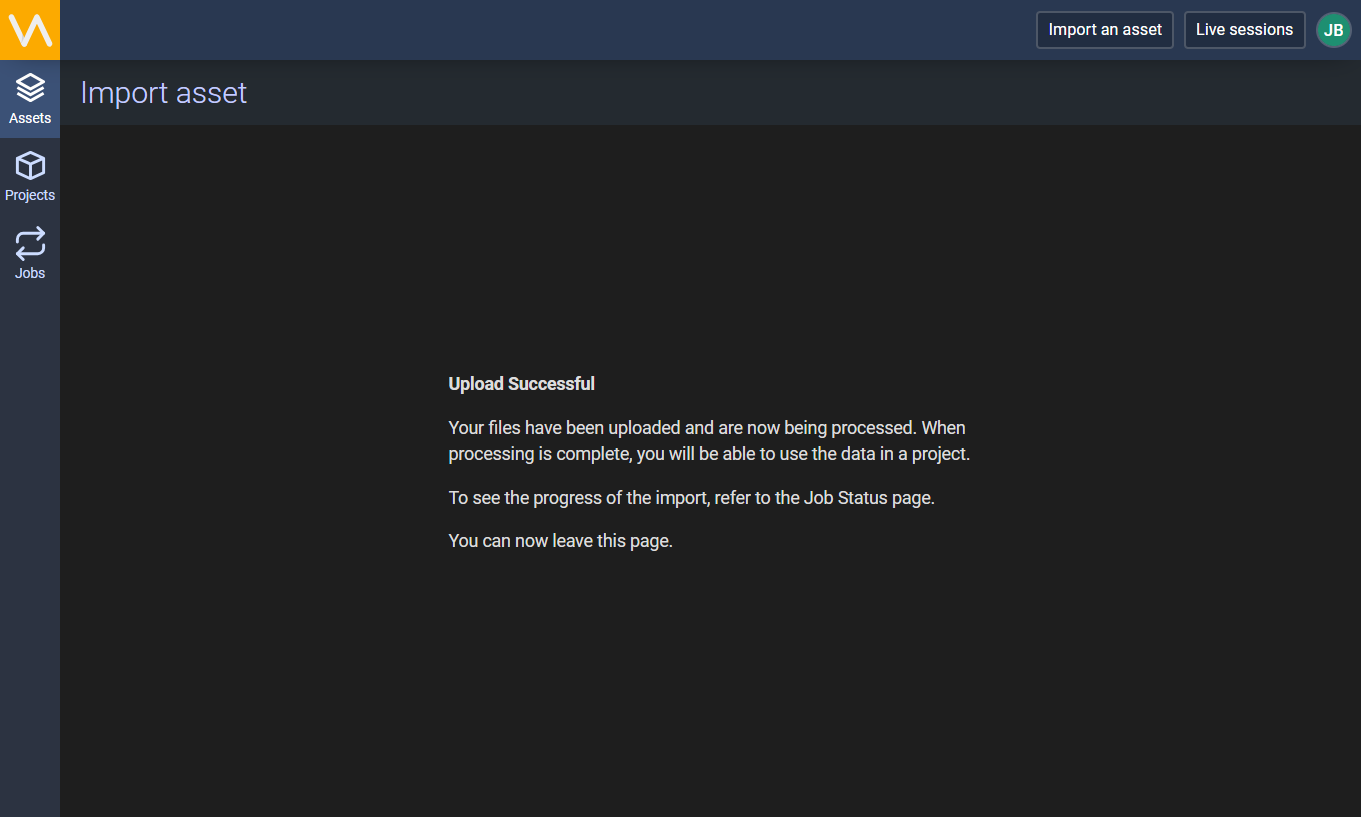 Import an asset
Live sessions
JB
Assets
Import asset
Projects
Jobs
Upload Successful
Your files have been uploaded and are now being processed. When
processing is complete, you will be able to use the data in a project.
To see the progress of the import, refer to the Job Status page.
You can now leave this page.